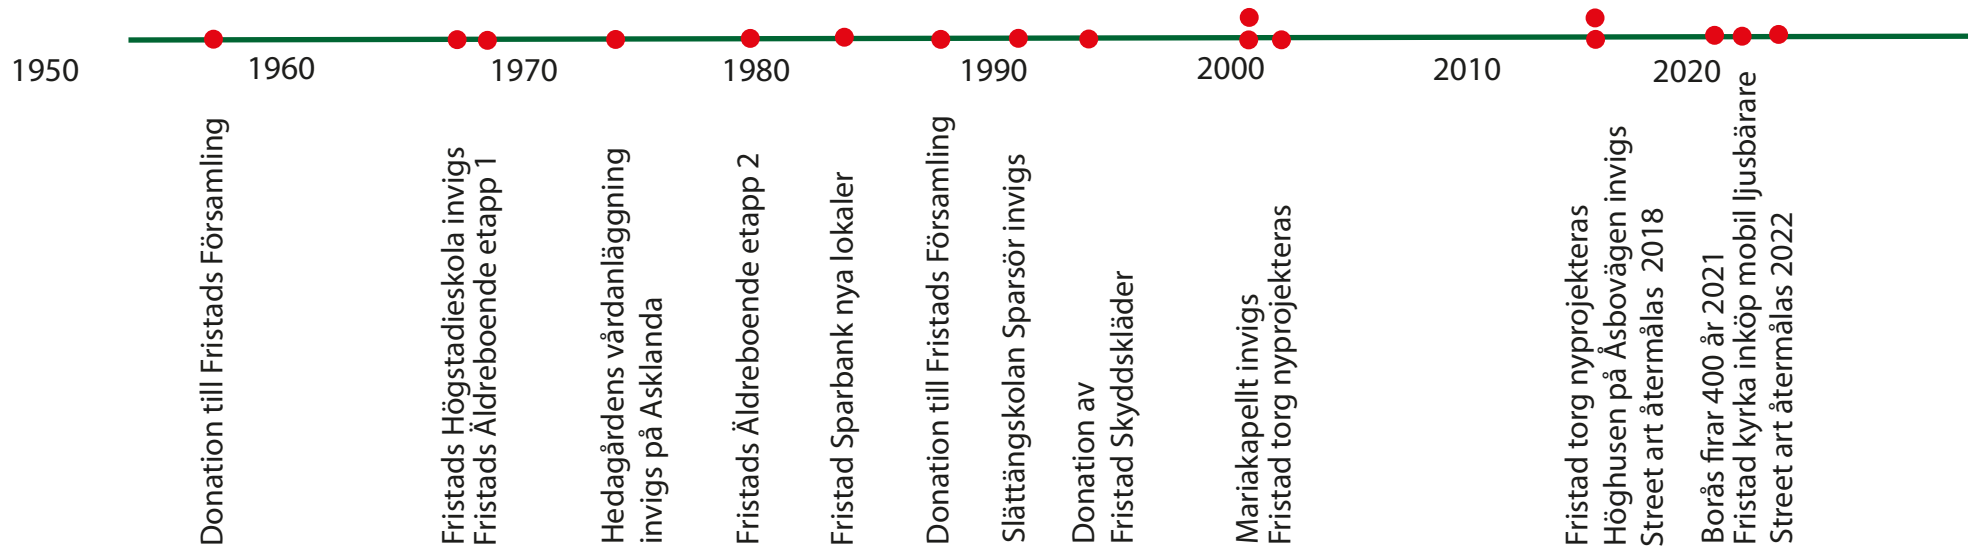 1950
1960
1970
1980
1990
2000
2010
2020
Donation till Fristads Församling
Fristads Högstadieskola invigs
Fristads Äldreboende etapp 1
Hedagårdens vårdanläggning
invigs på Asklanda
Fristads Äldreboende etapp 2
Fristad Sparbank nya lokaler
Donation till Fristads Församling
Slättängskolan Sparsör invigs
Donation av
Fristad Skyddskläder
Mariakapellt invigs
Fristad torg nyprojekteras
Fristad torg nyprojekteras
Höghusen på Åsbovägen invigs
Street art återmålas 2018
Borås firar 400 år 2021
Fristad kyrka inköp mobil ljusbärare
Street art återmålas 2022